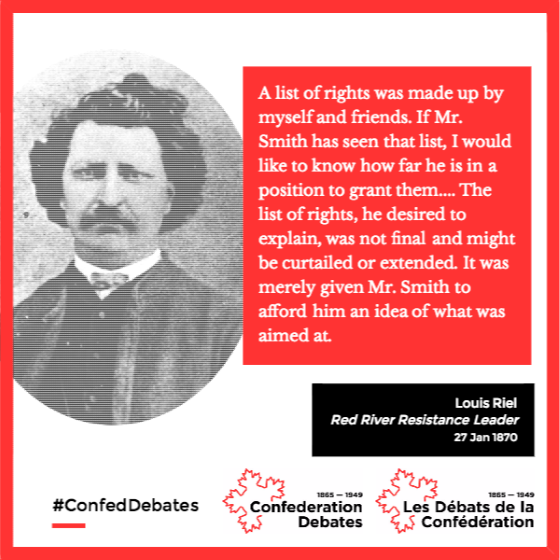 A list of rights was made up by
myself and friends. If Mr.
Smith has seen that list, I would
like to know how far he is in a
position to grant them.... The
list of rights, he desired to
explain, was not final and might
be curtailed or extended. It was
merely given Mr. Smith to
afford him an idea of what was
aimed at.
Louis Riel
Red River Resistance Leader
27 Jan 1870
#ConfedDebates
1865 — 1949
Confederation
Debates
1865 — 1949
Les Débats de la
Confédération